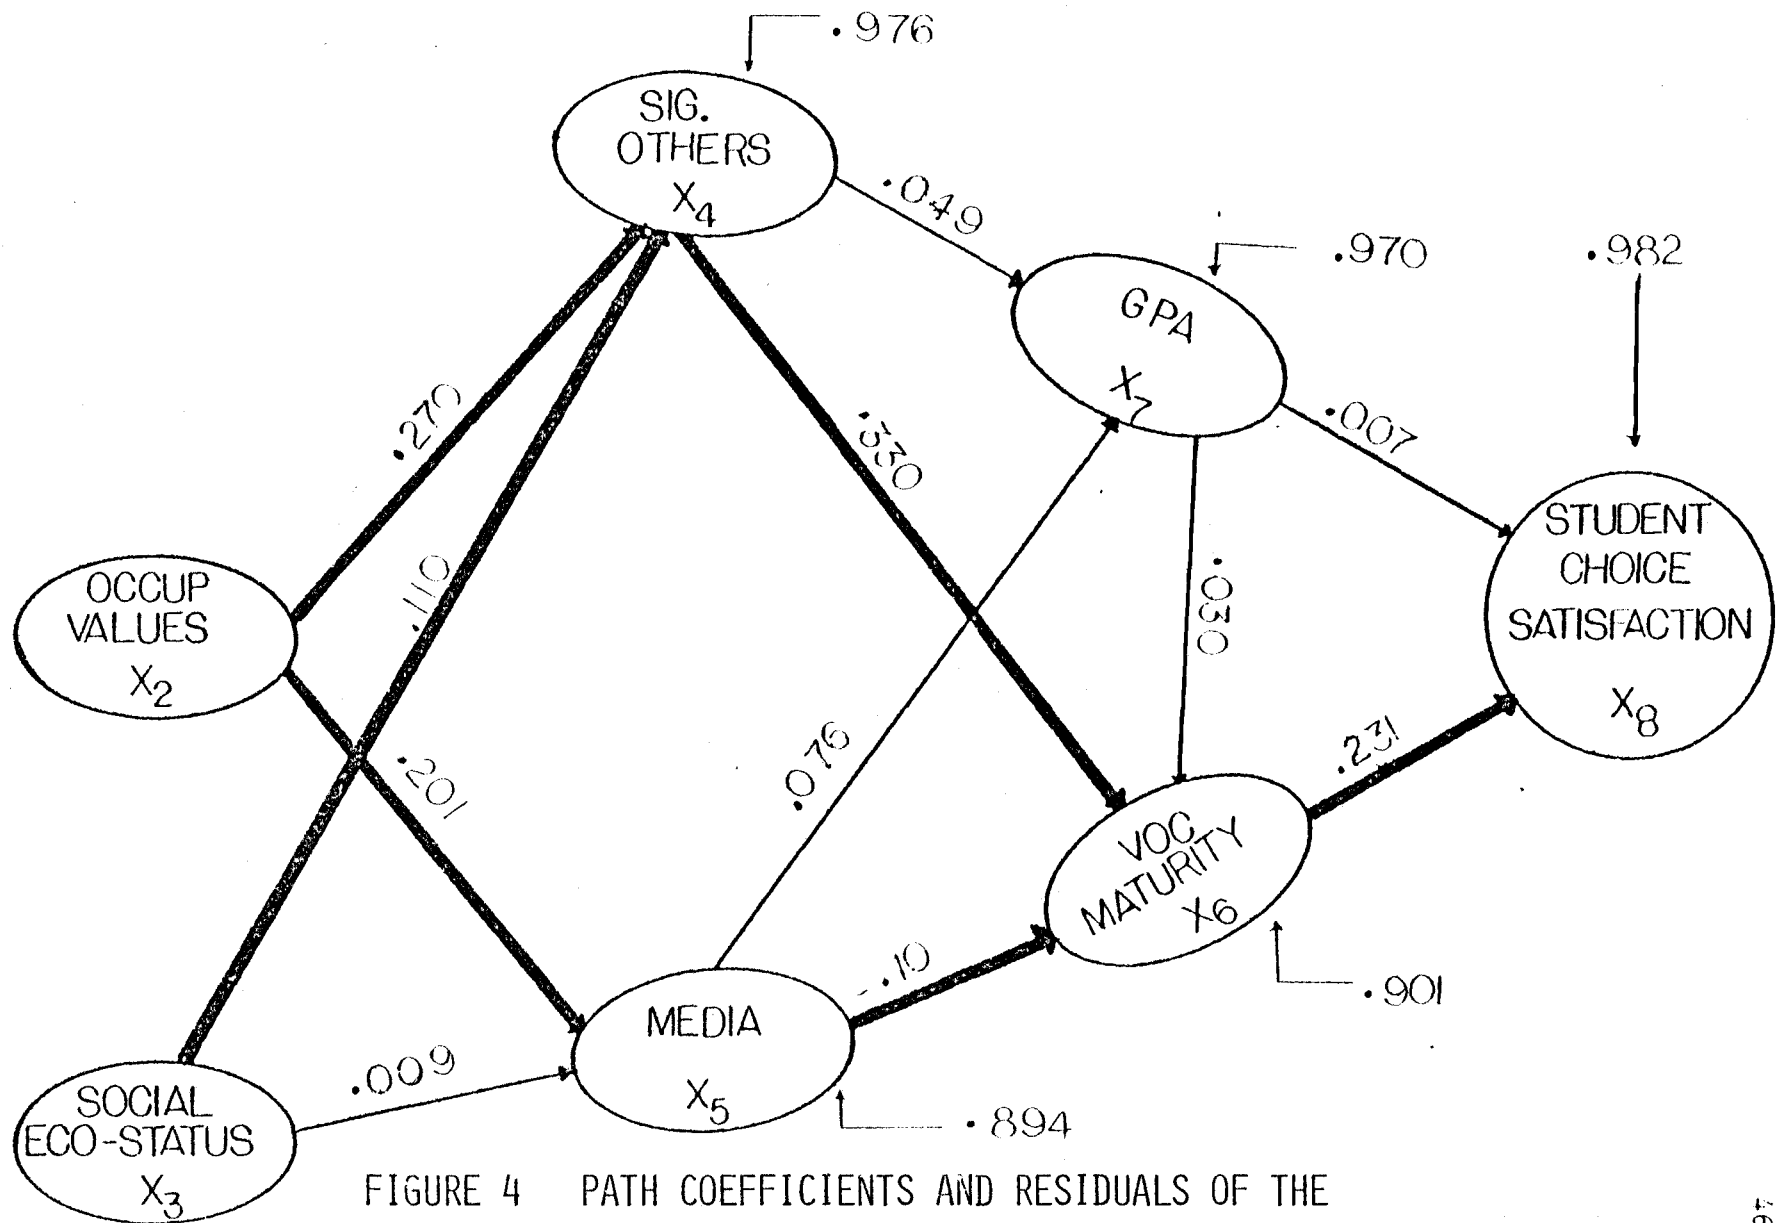 .976
SIG.
OTHERS
X4
.049
.970
.982
GPA
X7
.270
.330
.007
.110
.030
STUDENT
CHOICE
SATISFACTION
X8
OCCUP
VALUES
X2
.201
.076
.231
VOC
MATURITY
X6
-.10
.901
MEDIA
X5
.009
.894
SOCIAL
ECO-STATUS
X3
FIGURE 4 PATH COEFFICIENTS AND RESIDUALS OF THE